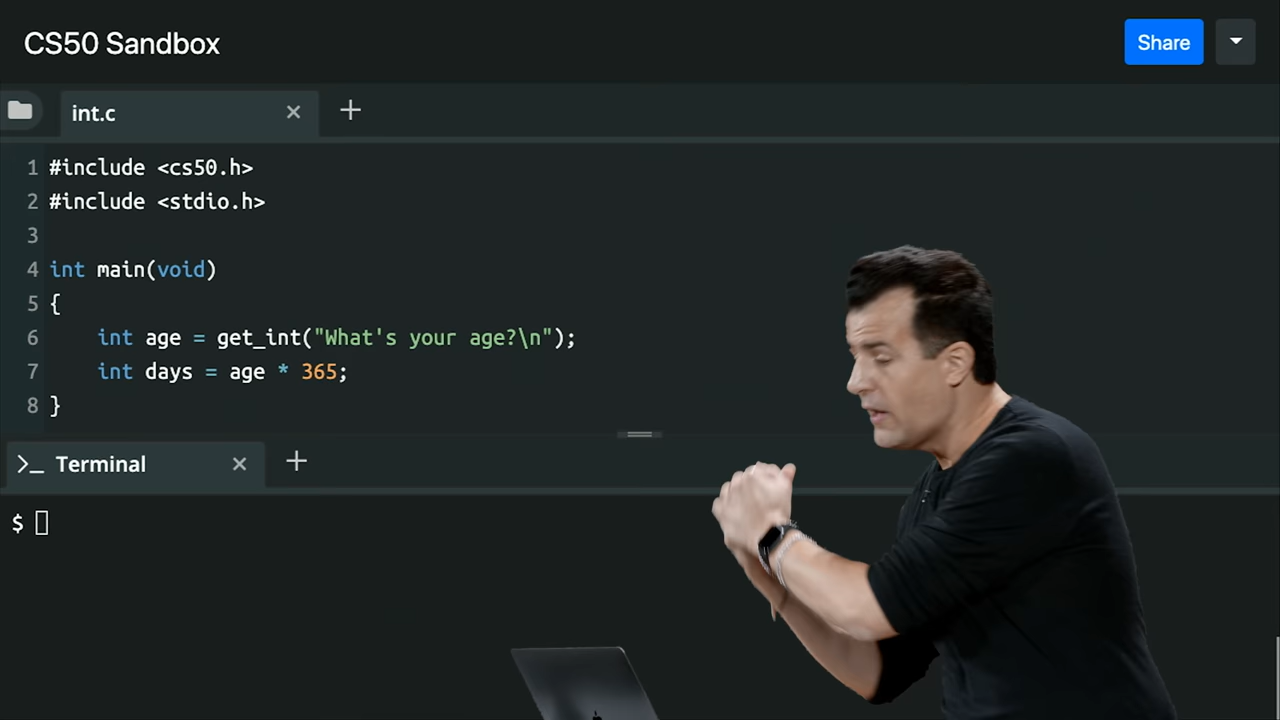 CS50 Sandbox
Share
int.c
1 #include <cs50.h>
2 #include <stdio.h>
3
4 int main(void)
5 {
6     int age = get_int("What's your age?\n");
7     int days = age * 365;
8 }
>_ Terminal
$